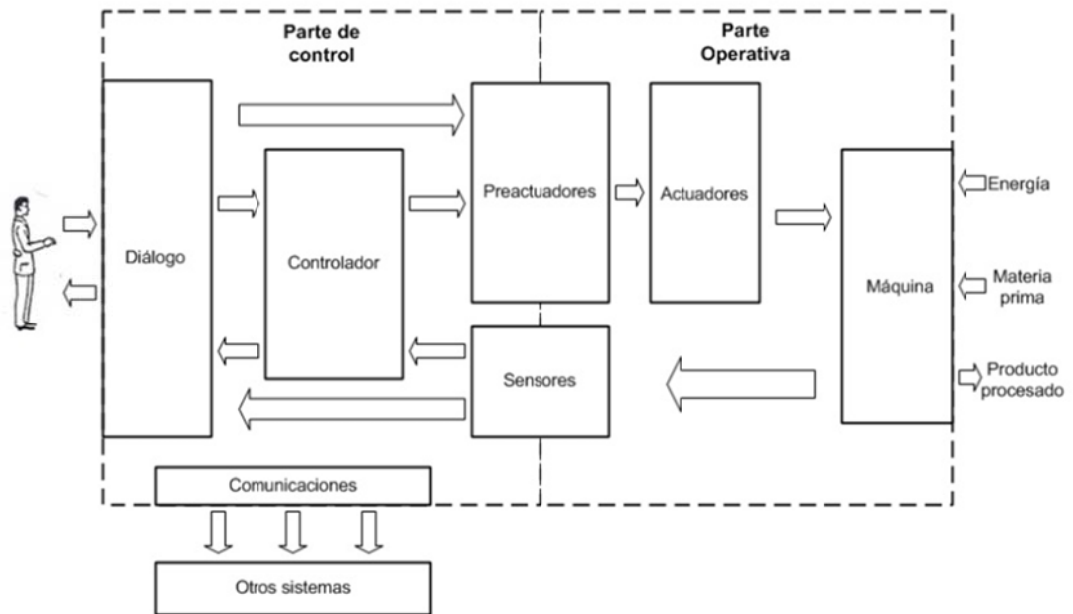 Parte de
control
Parte
Operativa
Diálogo
Controlador
Preactuadores
Actuadores
Máquina
Energía
Materia
prima
Producto
procesado
Sensores
Comunicaciones
Otros sistemas